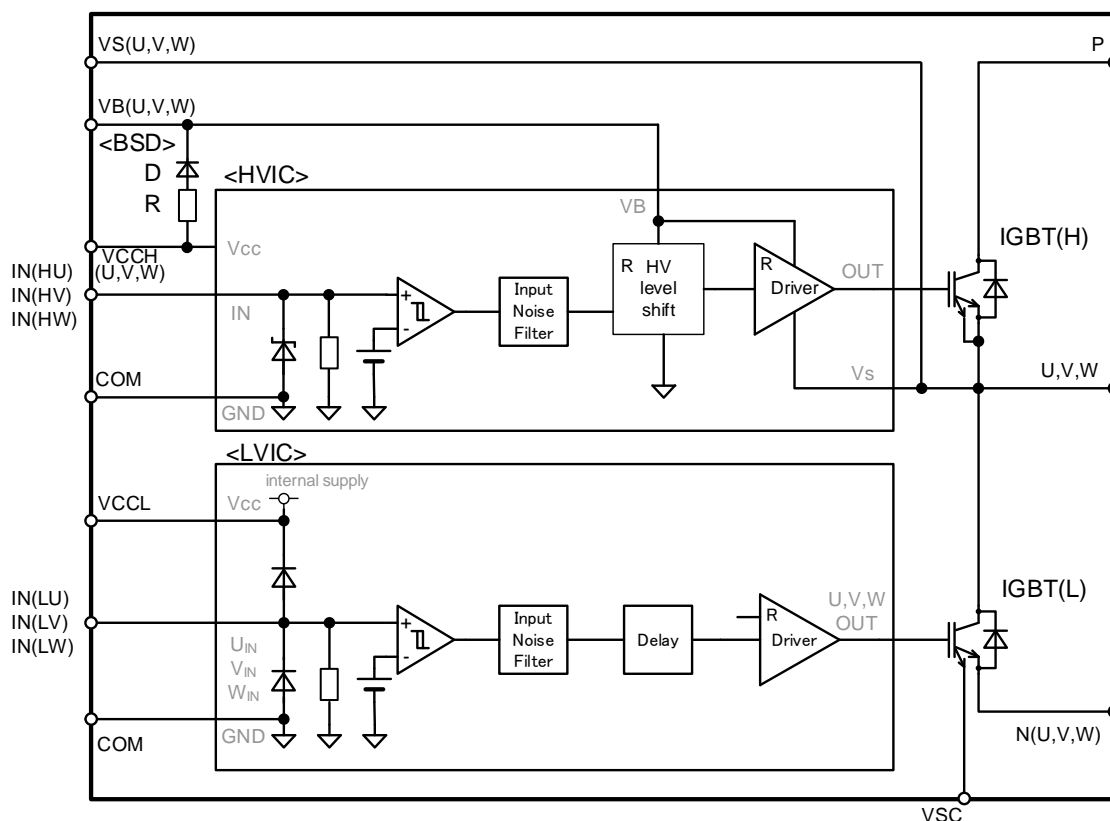 VS(U,V,W)
P
VB(U,V,W)
<BSD>
D
R
<HVIC>
VB
IGBT(H)
VCCH
(U,V,W)
Vcc
R HV
level
shift
R
Driver
OUT
IN(HU)
IN(HV)
IN(HW)
IN
+
-
Input
Noise
Filter
COM
GND
Vs
U,V,W
<LVIC>
internal supply
VCCL
Vcc
IN(LU)
IN(LV)
IN(LW)
UIN
VIN
WIN
+
-
Input
Noise
Filter
Delay
R
Driver
U,V,W
OUT
IGBT(L)
COM
GND
N(U,V,W)
VSC